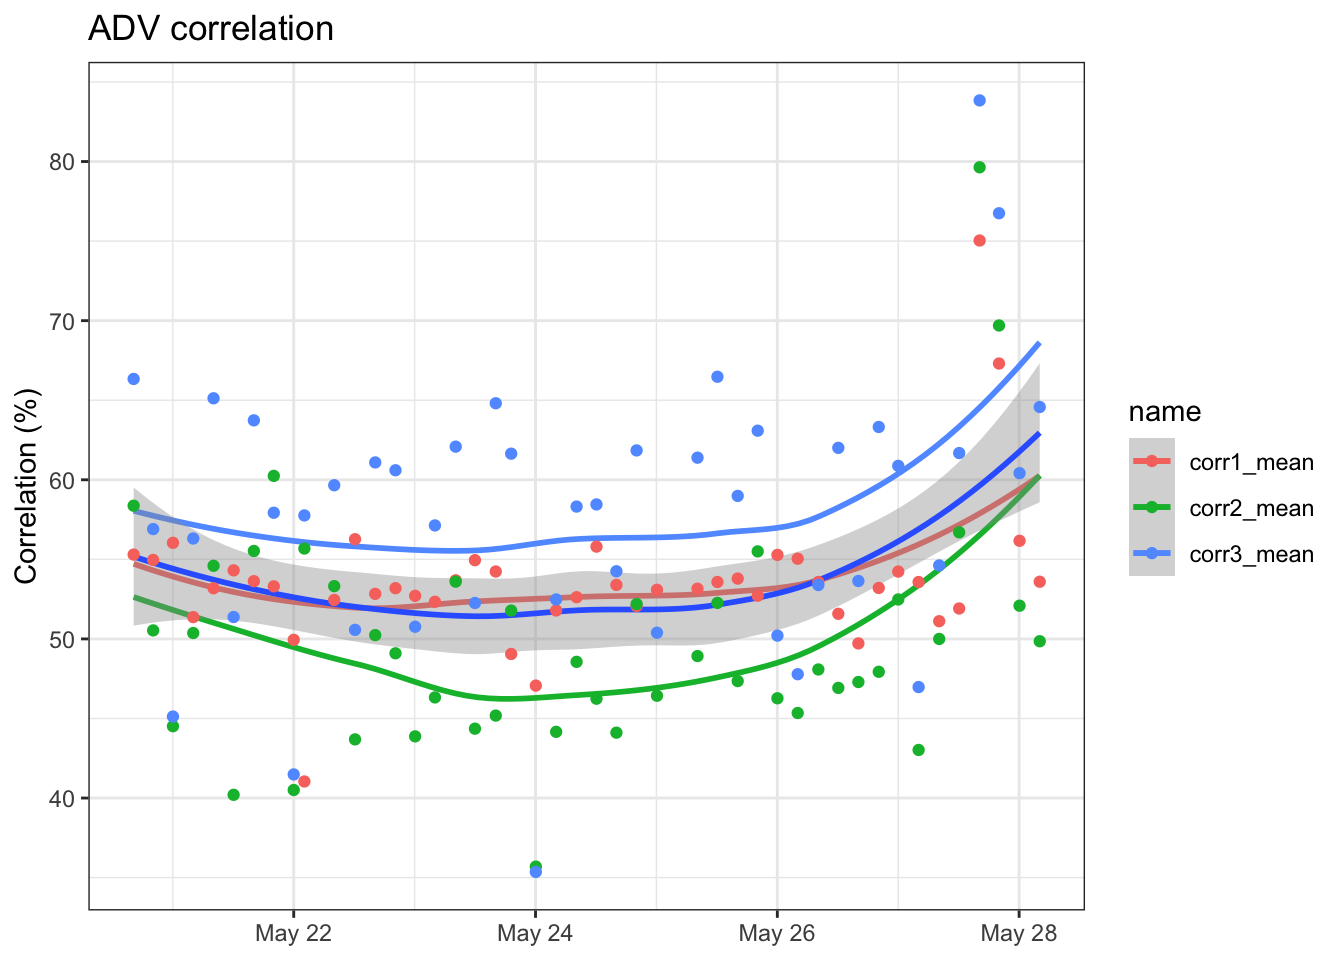 ADV correlation
Correlation (%)
80
70
60
50
40
May 22
May 24
May 26
May 28
name
corr1_mean
corr2_mean
corr3_mean